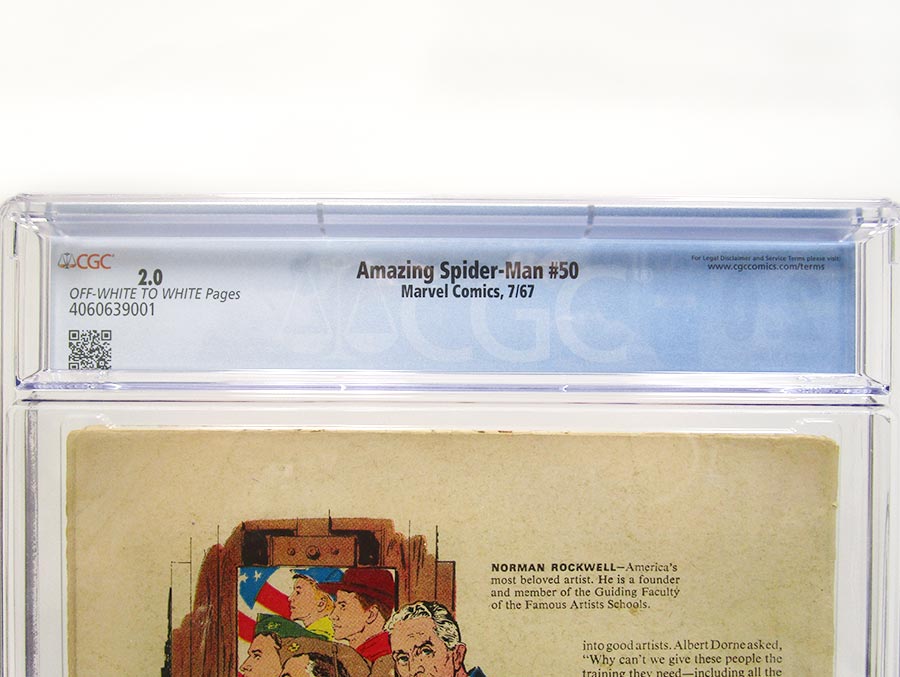 CGC
2.0
OFF-WHITE TO WHITE Pages
4060639001
Amazing Spider-Man #50
Marvel Comics, 7/67
For Legal Disclaimer and Service Terms please visit
www.cgccomics.com/terms
CGC
NORMAN ROCKWELL—America's
most beloved artist. He is a founder
and member of the Guiding Faculty
of the Famous Artists Schools.
into good artists. Albert Dorne asked,
"Why can't we give these people the
training they need—including all the